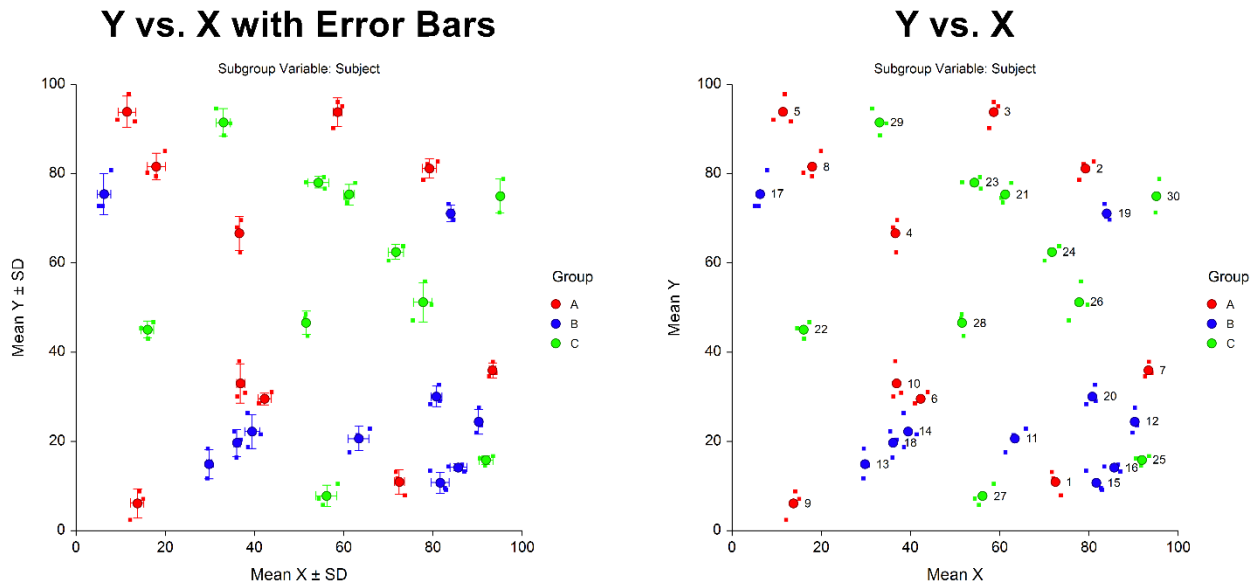 Y vs. X with Error Bars
Subgroup Variable: Subject
100
80
60
40
20
0
Mean Y ± SD
0 20 40 60 80 100
Mean X ± SD
Group
A
B
C
Y vs. X
Subgroup Variable: Subject
100
80
60
40
20
0
Mean Y
5
3
29
8
2
23
17
21
30
19
4
24
26
28
22
7
10
6
20
12
14
11
18
13
25
16
1
15
27
9
0 20 40 60 80 100
Mean X
Group
A
B
C